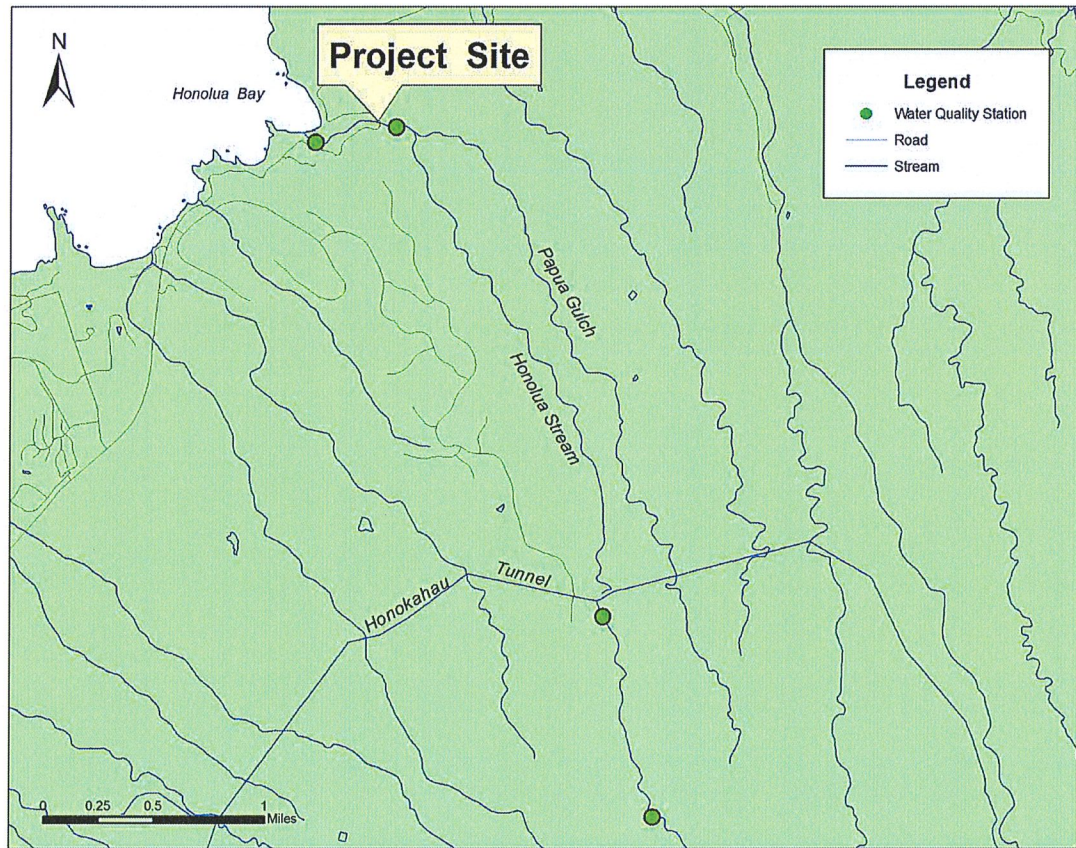 N
Project Site
Honolua Bay
Legend
Water Quality Station
Road
Stream
Papua Gulch
Honolua Stream
Honokahau Tunnel
0 0.25 0.5 1
Miles